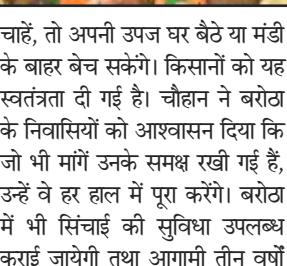 चाहें, तो अपनी उपज घर बैठे या मंडी
के बाहर बेच सकेंगे। किसानों को यह
स्वतंत्रता दी गई है। चौहान ने बरोठा
के निवासियों को आश्वासन दिया कि
जो भी मांगें उनके समक्ष रखी गई हैं,
उन्हें वे हर हाल में पूरा करेंगे। बरोठा
में भी सिंचाई की सुविधा उपलब्ध
कराई जायेगी तथा आगामी तीन वर्षों